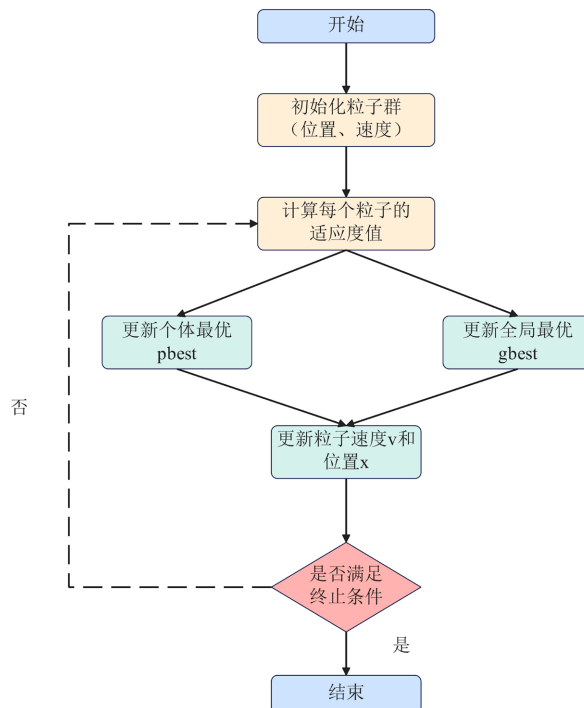 开始
初始化粒子群
（位置、速度）
计算每个粒子的
适应度值
更新个体最优
pbest
更新全局最优
gbest
否
更新粒子速度v和
位置x
是否满足
终止条件
是
结束